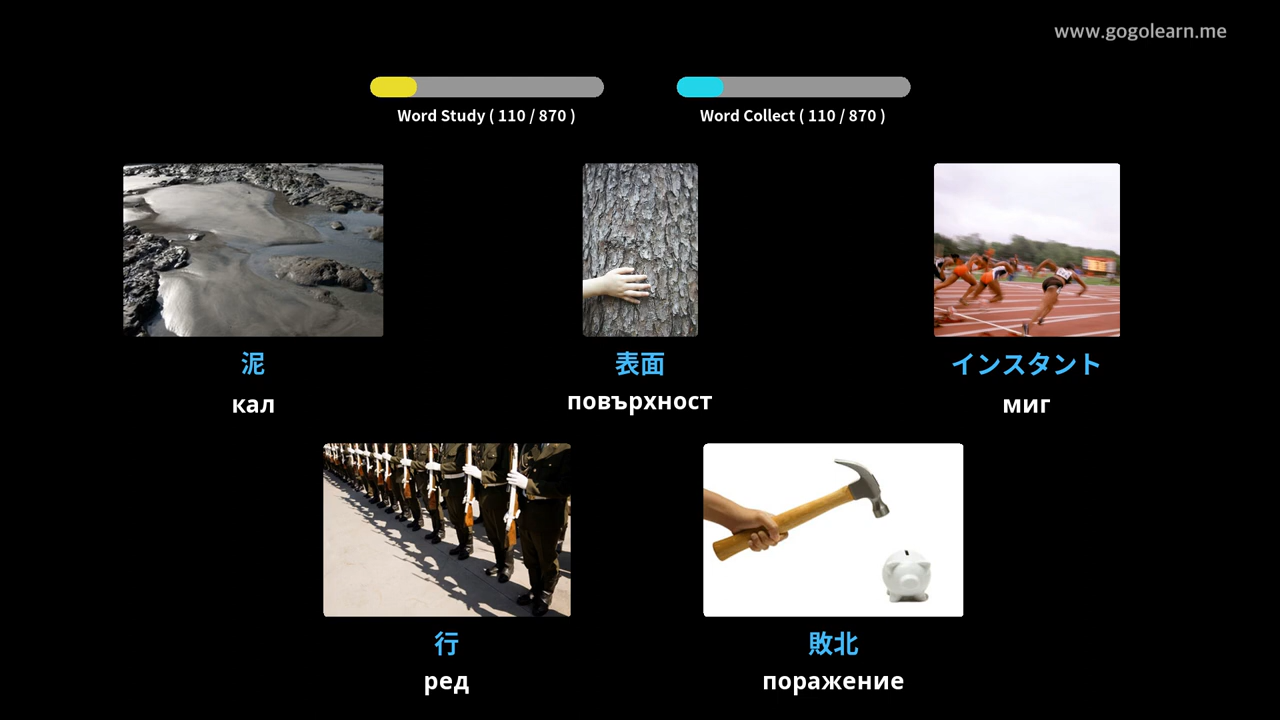 www.gogolearn.me
Word Study ( 110 / 870 )
Word Collect ( 110 / 870 )
泥
кал
表面
повърхност
インスタント
миг
行
ред
敗北
поражение